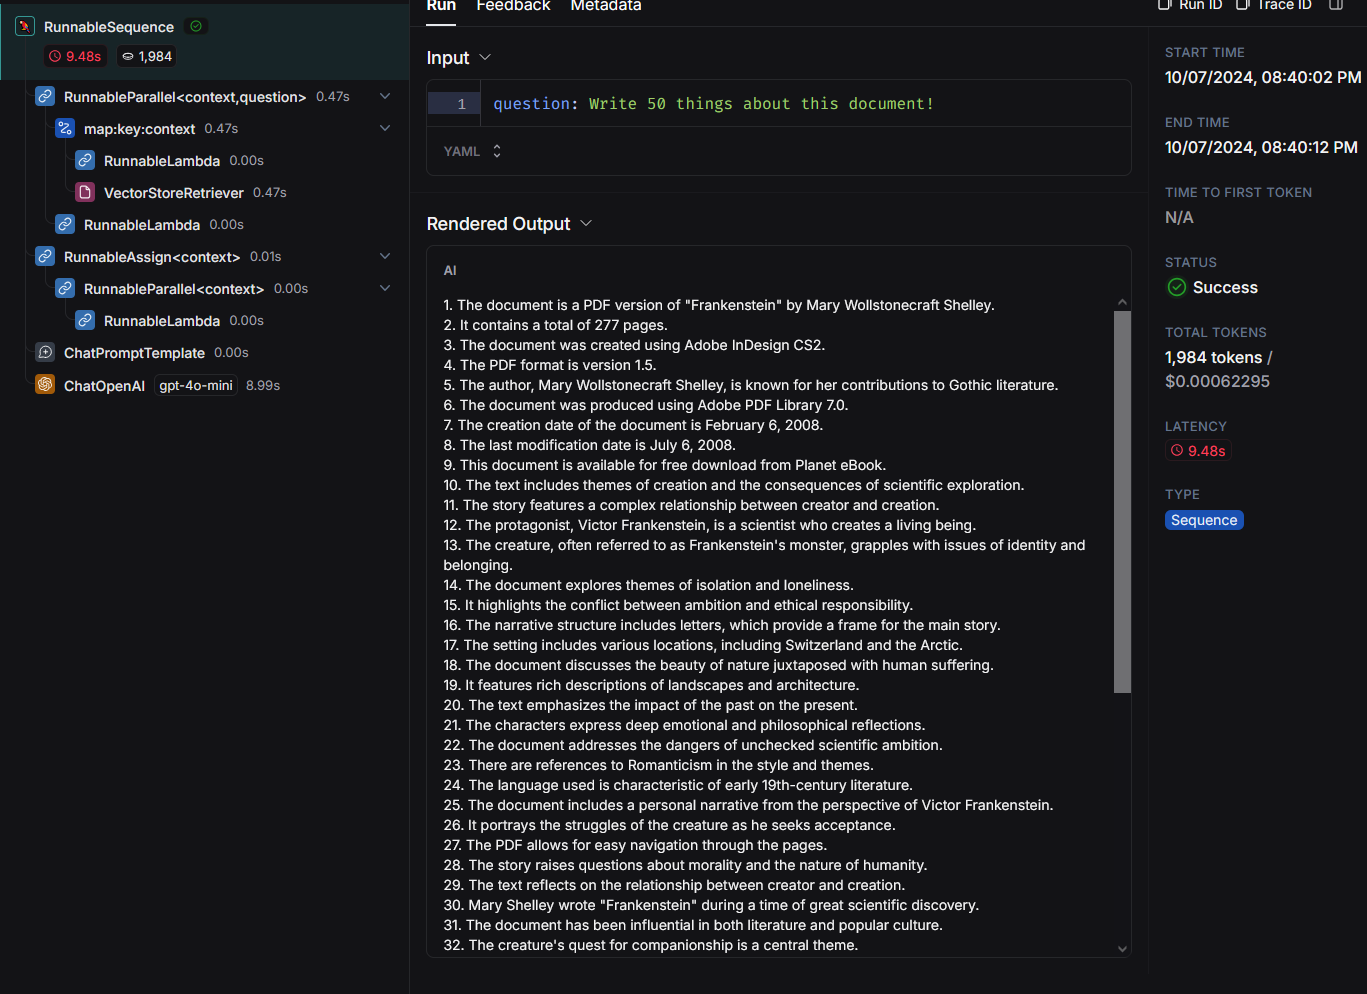 RunnableSequence
9.48s 1,984
RunnableParallel<context,question> 0.47s
map:key:context 0.47s
RunnableLambda 0.00s
VectorStoreRetriever 0.47s
RunnableLambda 0.00s
RunnableAssign<context> 0.01s
RunnableParallel<context> 0.00s
RunnableLambda 0.00s
ChatPromptTemplate 0.00s
ChatOpenAI gpt-4o-mini 8.99s
Run Feedback Metadata
Run ID Trace ID
Input
1 question: Write 50 things about this document!
YAML
Rendered Output
AI
1. The document is a PDF version of "Frankenstein" by Mary Wollstonecraft Shelley.
2. It contains a total of 277 pages.
3. The document was created using Adobe InDesign CS2.
4. The PDF format is version 1.5.
5. The author, Mary Wollstonecraft Shelley, is known for her contributions to Gothic literature.
6. The document was produced using Adobe PDF Library 7.0.
7. The creation date of the document is February 6, 2008.
8. The last modification date is July 6, 2008.
9. This document is available for free download from Planet eBook.
10. The text includes themes of creation and the consequences of scientific exploration.
11. The story features a complex relationship between creator and creation.
12. The protagonist, Victor Frankenstein, is a scientist who creates a living being.
13. The creature, often referred to as Frankenstein's monster, grapples with issues of identity and
belonging.
14. The document explores themes of isolation and loneliness.
15. It highlights the conflict between ambition and ethical responsibility.
16. The narrative structure includes letters, which provide a frame for the main story.
17. The setting includes various locations, including Switzerland and the Arctic.
18. The document discusses the beauty of nature juxtaposed with human suffering.
19. It features rich descriptions of landscapes and architecture.
20. The text emphasizes the impact of the past on the present.
21. The characters express deep emotional and philosophical reflections.
22. The document addresses the dangers of unchecked scientific ambition.
23. There are references to Romanticism in the style and themes.
24. The language used is characteristic of early 19th-century literature.
25. The document includes a personal narrative from the perspective of Victor Frankenstein.
26. It portrays the struggles of the creature as he seeks acceptance.
27. The PDF allows for easy navigation through the pages.
28. The story raises questions about morality and the nature of humanity.
29. The text reflects on the relationship between creator and creation.
30. Mary Shelley wrote "Frankenstein" during a time of great scientific discovery.
31. The document has been influential in both literature and popular culture.
32. The creature's quest for companionship is a central theme.
START TIME
10/07/2024, 08:40:02 PM
END TIME
10/07/2024, 08:40:12 PM
TIME TO FIRST TOKEN
N/A
STATUS
Success
TOTAL TOKENS
1,984 tokens /
$0.00062295
LATENCY
9.48s
TYPE
Sequence